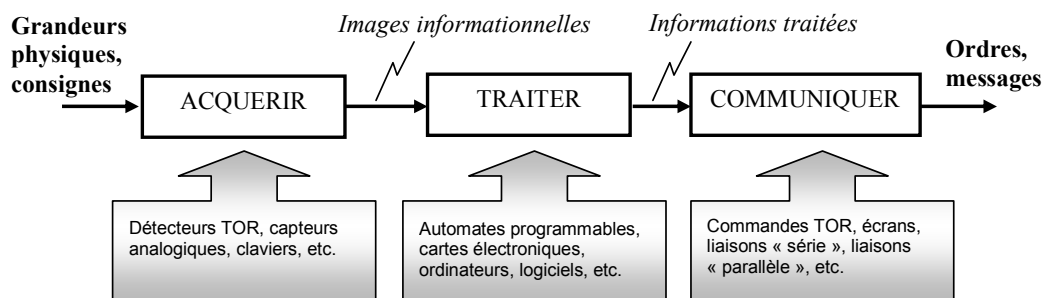 Grandeurs
physiques,
consignes
Images informationnelles
Informations traitées
Ordres,
messages
ACQUERIR
TRAITER
COMMUNIQUER
Détecteurs TOR, capteurs
analogiques, claviers, etc.
Automates programmables,
cartes électroniques,
ordinateurs, logiciels, etc.
Commandes TOR, écrans,
liaisons « série », liaisons
« parallèle », etc.